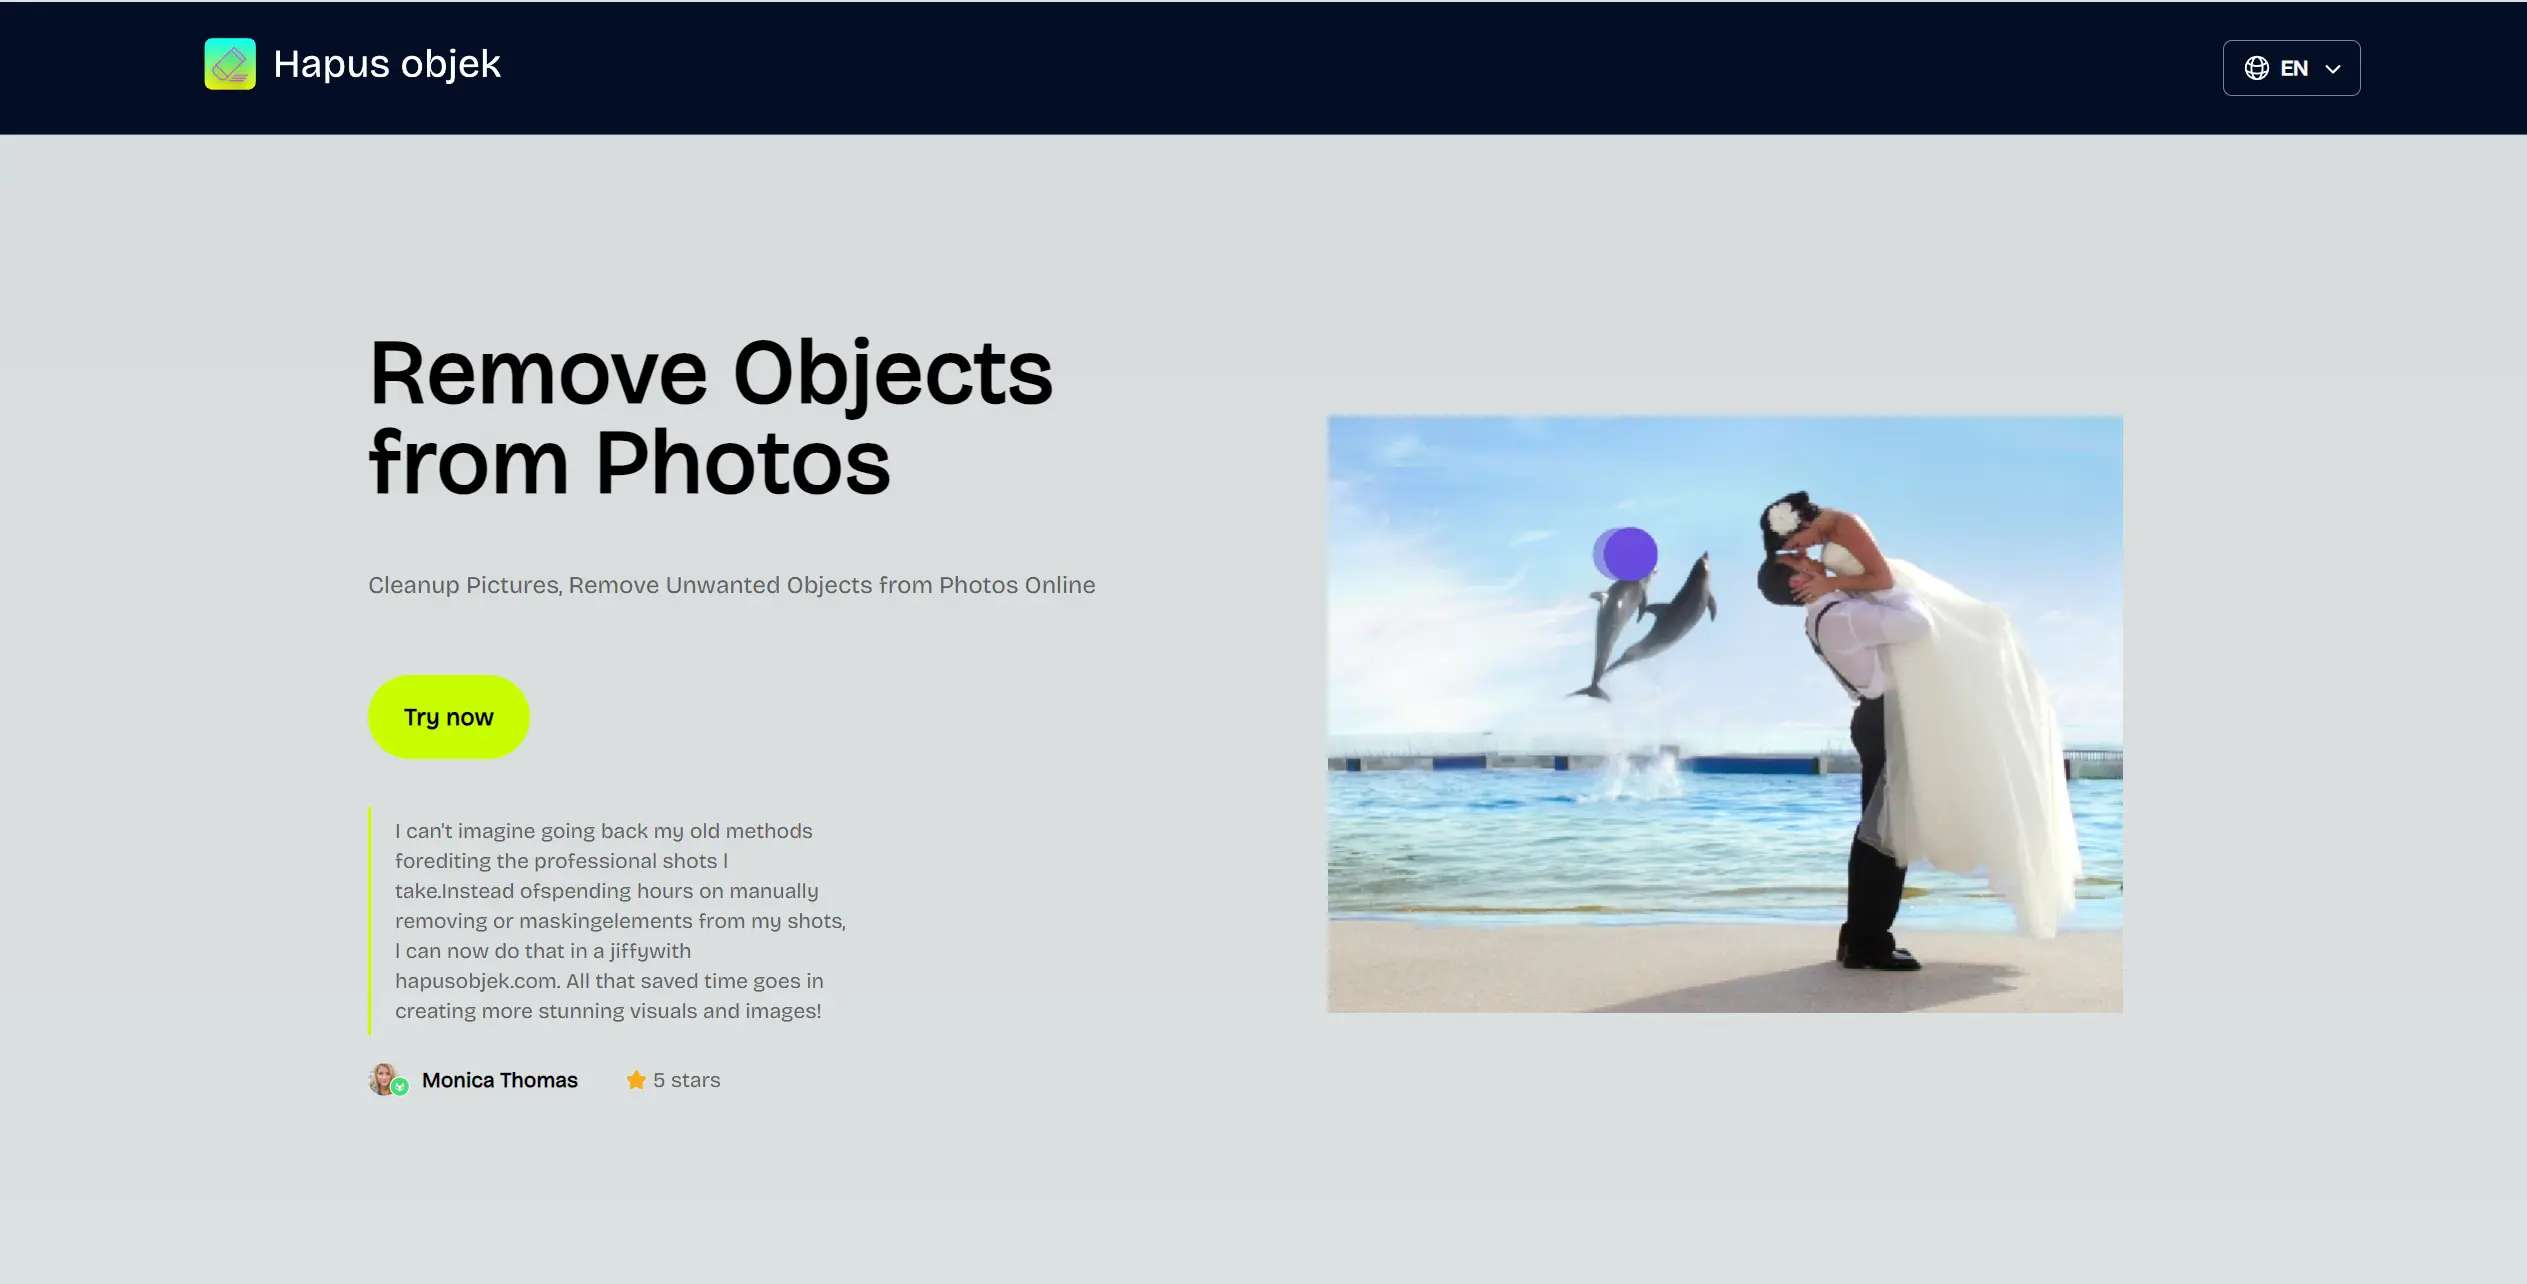 Hapus objek
EN
Remove Objects
from Photos
Cleanup Pictures, Remove Unwanted Objects from Photos Online
Try now
I can't imagine going back my old methods
forediting the professional shots I
take.Instead ofspending hours on manually
removing or maskingelements from my shots,
I can now do that in a jiffywith
hapusobjek.com. All that saved time goes in
creating more stunning visuals and images!
Monica Thomas
5 stars